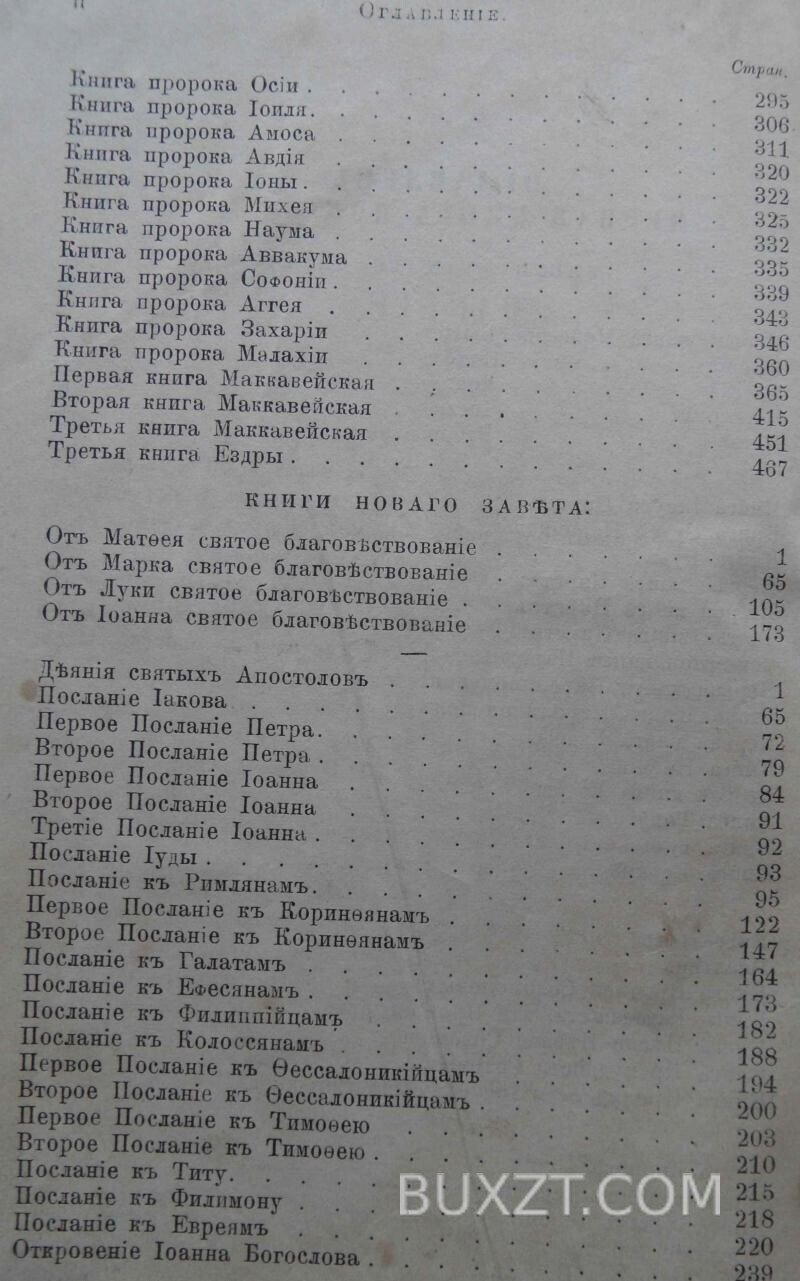 II
Оглавленіе.
Стран.
Книга пророка Осіи . . . 295
Книга пророка Іоиля. . . 306
Книга пророка Амоса . . . 311
Книга пророка Авдія . . . 320
Книга пророка Іоны . . . 322
Книга пророка Михея . . . 325
Книга пророка Наума . . . 332
Книга пророка Аввакума . . . 335
Книга пророка Софоніи . . . 339
Книга пророка Аггея . . . 343
Книга пророка Захаріи . . . 346
Книга пророка Малахіи . . . 360
Первая книга Маккавейская . . . 365
Вторая книга Маккавейская . . . 415
Третья книга Маккавейская . . . 451
Третья книга Ездры . . . 467
КНИГИ НОВАГО ЗАВѢТА:
Отъ Матѳея святое благовѣствованіе . . . 1
Отъ Марка святое благовѣствованіе . . . 65
Отъ Луки святое благовѣствованіе . . . 105
Отъ Іоанна святое благовѣствованіе . . . 173
Дѣянія святыхъ Апостоловъ . . . 1
Посланіе Іакова . . . 65
Первое Посланіе Петра. . . 72
Второе Посланіе Петра . . . 79
Первое Посланіе Іоанна . . . 84
Второе Посланіе Іоанна . . . 91
Третіе Посланіе Іоанна . . . 92
Посланіе Іуды . . . 93
Посланіе къ Римлянамъ. . . 95
Первое Посланіе къ Коринѳянамъ . . . 122
Второе Посланіе къ Коринѳянамъ . . . 147
Посланіе къ Галатамъ . . . 164
Посланіе къ Ефесянамъ . . . 173
Посланіе къ Филиппійцамъ . . . 182
Посланіе къ Колоссянамъ . . . 188
Первое Посланіе къ Ѳессалоникійцамъ . . . 194
Второе Посланіе къ Ѳессалоникійцамъ . . . 200
Первое Посланіе къ Тимоѳею . . . 203
Второе Посланіе къ Тимоѳею . . . 210
Посланіе къ Титу. . . 215
Посланіе къ Филимону . . . 218
Посланіе къ Евреямъ . . . 220
Откровеніе Іоанна Богослова . . . 239
BUXZT.COM